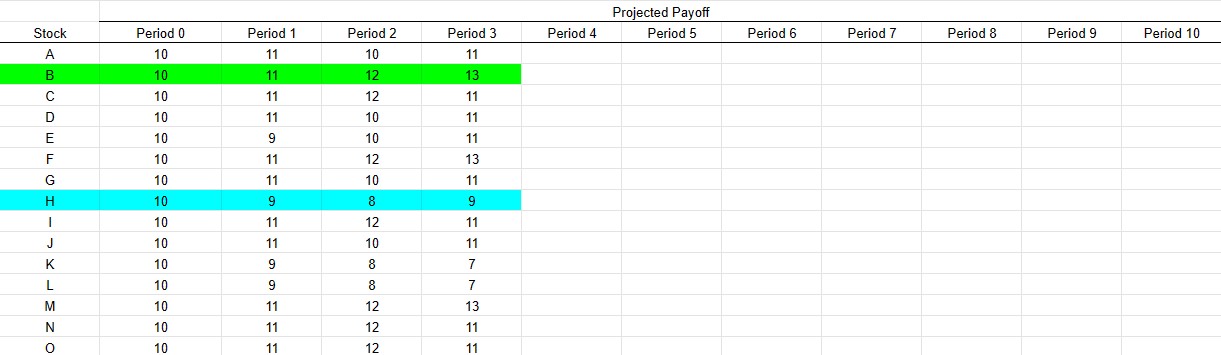 Projected Payoff
Stock Period 0 Period 1 Period 2 Period 3 Period 4 Period 5 Period 6 Period 7 Period 8 Period 9 Period 10
A 10 11 10 11
B 10 11 12 13
C 10 11 12 11
D 10 11 10 11
E 10 9 10 11
F 10 11 12 13
G 10 11 10 11
H 10 9 8 9
I 10 11 12 11
J 10 11 10 11
K 10 9 8 7
L 10 9 8 7
M 10 11 12 13
N 10 11 12 11
O 10 11 12 11